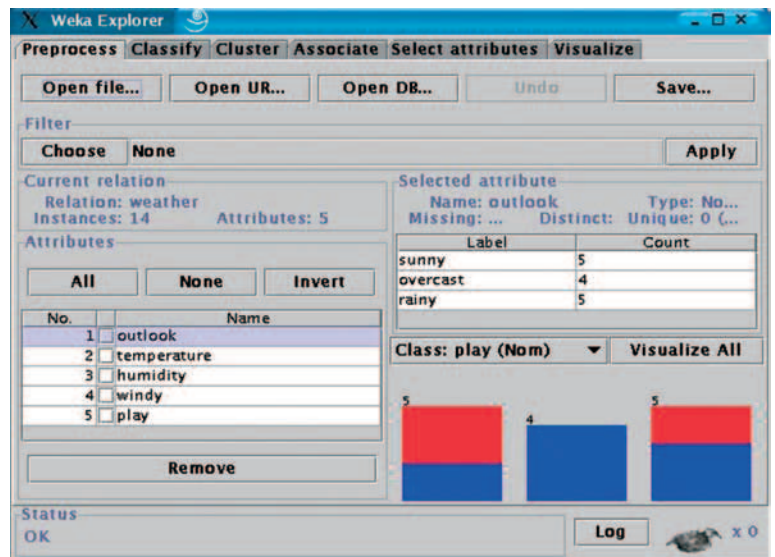 Weka Explorer
Preprocess Classify Cluster Associate Select attributes Visualize
Open file... Open UR... Open DB... Undo Save...
Filter
Choose None Apply
Current relation
Relation: weather
Instances: 14 Attributes: 5
Selected attribute
Name: outlook Type: No...
Missing: ... Distinct: Unique: 0 (...
Attributes
All None Invert
No. Name
1 outlook
2 temperature
3 humidity
4 windy
5 play
Remove
Label Count
sunny 5
overcast 4
rainy 5
Class: play (Nom) Visualize All
5 4 5
Status
OK
Log x 0